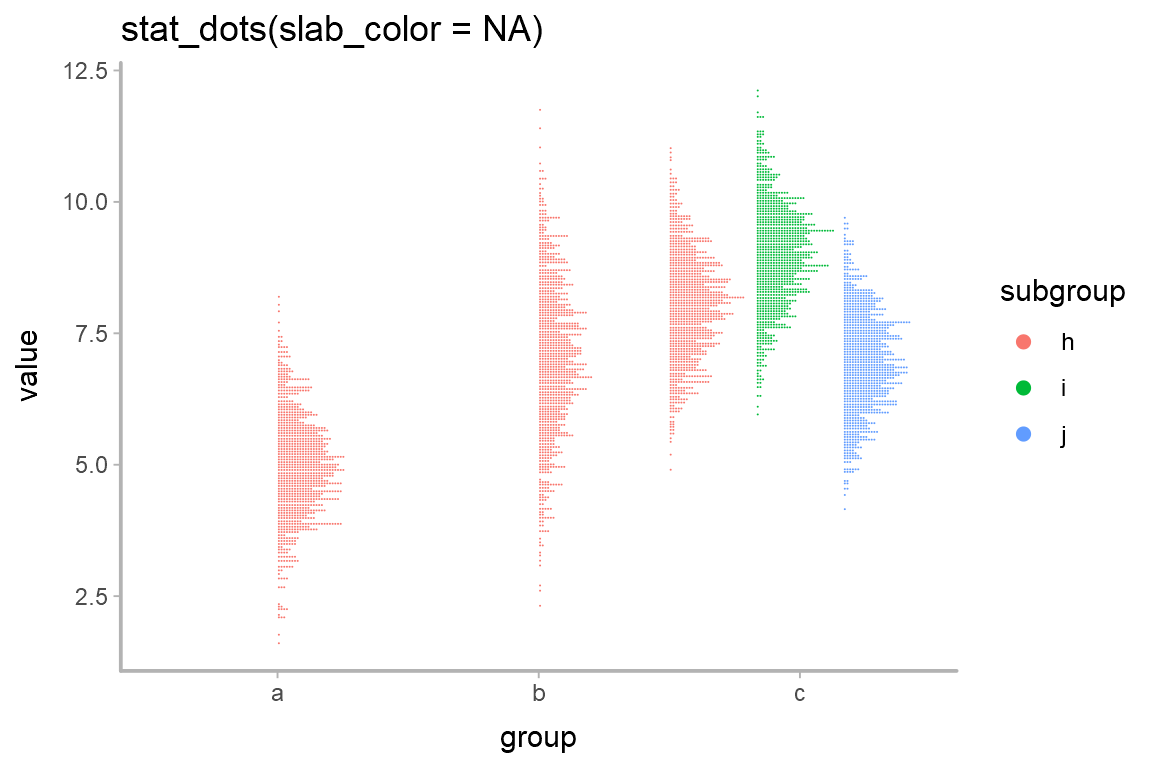 stat_dots(slab_color = NA)
12.5
10.0
7.5
5.0
2.5
value
a
b
c
group
subgroup
h
i
j